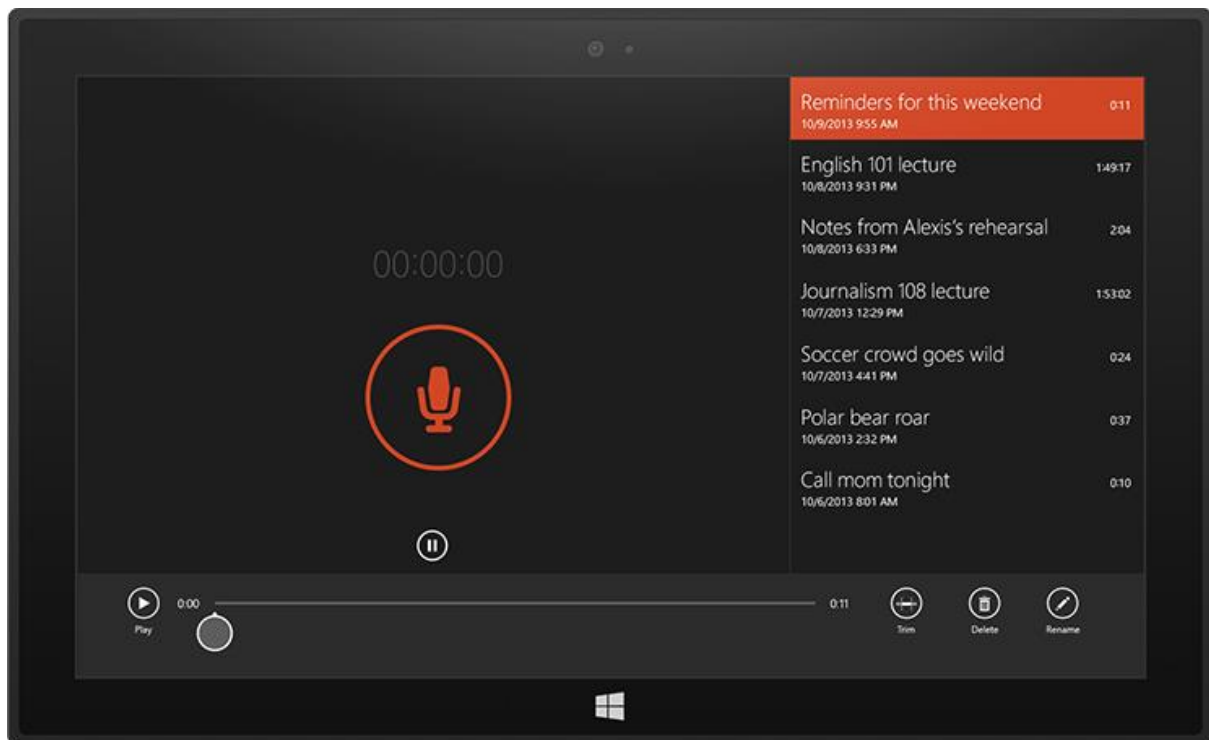 00:00:00
Reminders for this weekend 0:11
10/9/2013 9:55 AM
English 101 lecture 1:49:17
10/8/2013 9:31 PM
Notes from Alexis's rehearsal 2:04
10/8/2013 6:33 PM
Journalism 108 lecture 1:53:02
10/7/2013 12:29 PM
Soccer crowd goes wild 0:24
10/7/2013 4:41 PM
Polar bear roar 0:37
10/6/2013 2:32 PM
Call mom tonight 0:10
10/6/2013 8:01 AM
0:00 0:11
Play Trim Delete Rename